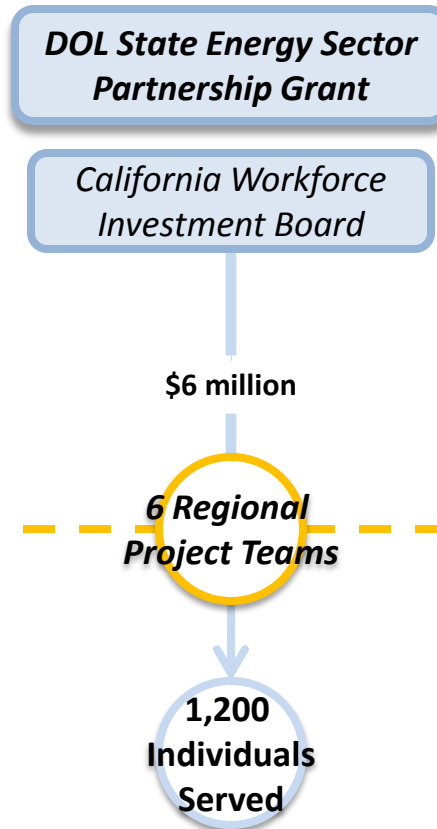 DOL State Energy Sector
Partnership Grant
California Workforce
Investment Board
$6 million
6 Regional
Project Teams
1,200
Individuals
Served